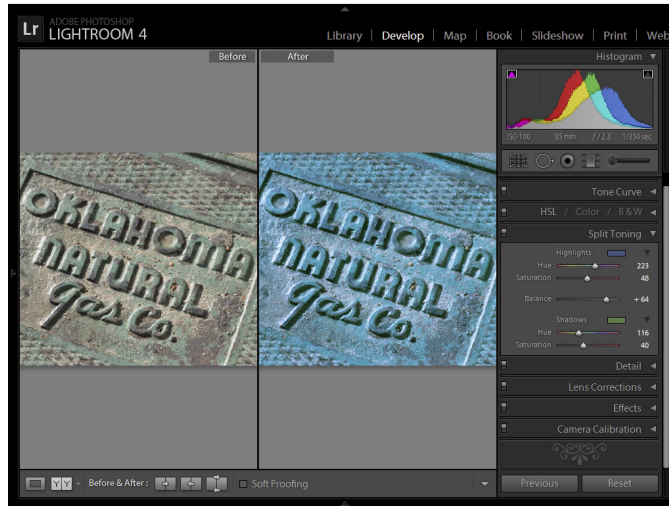 Lr ADOBE PHOTOSHOP
LIGHTROOM 4
Library | Develop | Map | Book | Slideshow | Print | Web
Before
After
Histogram
ISO 100 85 mm f / 2.8 1/350 sec
Tone Curve
HSL / Color / B & W
Split Toning
Highlights
Hue 223
Saturation 48
Balance + 64
Shadows
Hue 116
Saturation 40
Detail
Lens Corrections
Effects
Camera Calibration
OKLAHOMA
NATURAL
gas Co.
OKLAHOMA
NATURAL
gas Co.
YY Before & After : Soft Proofing
Previous Reset